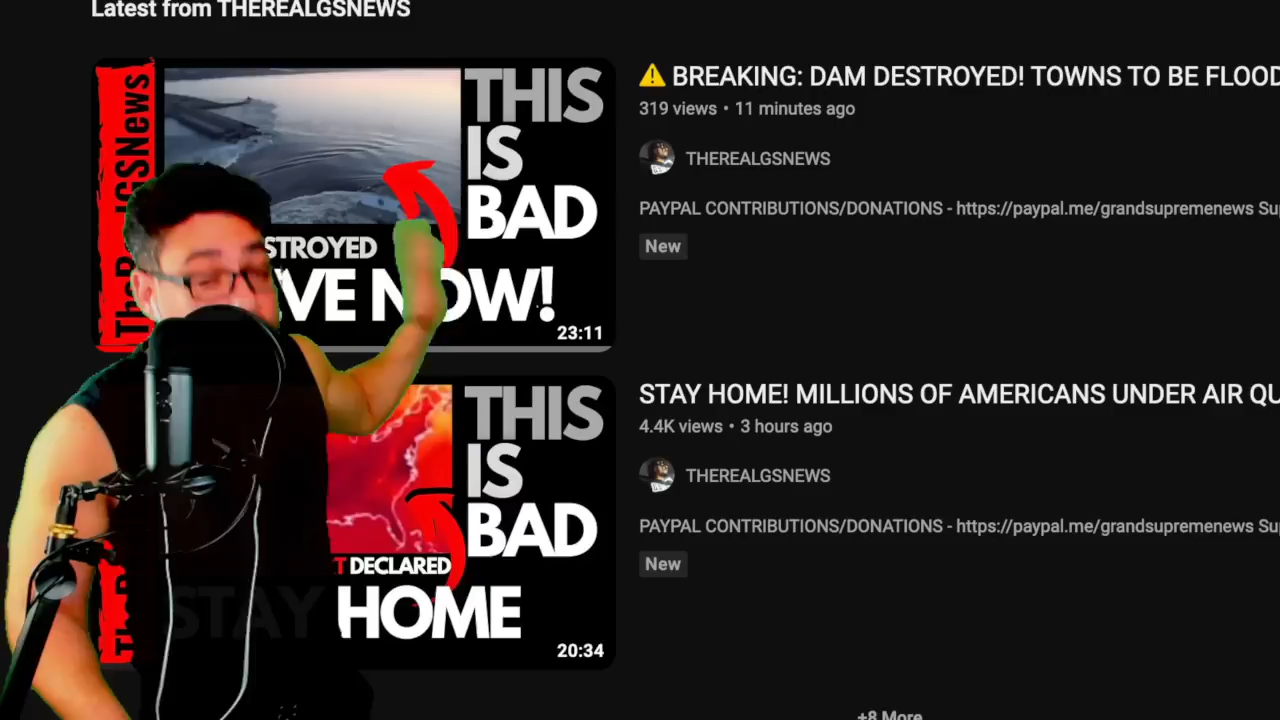 Latest from THEREALGSNEWS
THIS
IS
BAD
STROYED
VE NOW!
23:11
⚠ BREAKING: DAM DESTROYED! TOWNS TO BE FLOOD
319 views • 11 minutes ago
THEREALGSNEWS
PAYPAL CONTRIBUTIONS/DONATIONS - https://paypal.me/grandsupremenews Su
New
THIS
IS
BAD
T DECLARED
STAY HOME
20:34
STAY HOME! MILLIONS OF AMERICANS UNDER AIR QU
4.4K views • 3 hours ago
THEREALGSNEWS
PAYPAL CONTRIBUTIONS/DONATIONS - https://paypal.me/grandsupremenews Su
New
+8 More